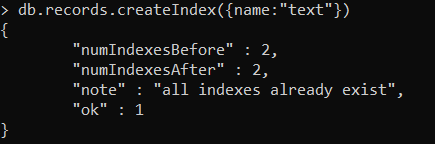 > db.records.createIndex({name:"text"})
{
        "numIndexesBefore" : 2,
        "numIndexesAfter" : 2,
        "note" : "all indexes already exist",
        "ok" : 1
}